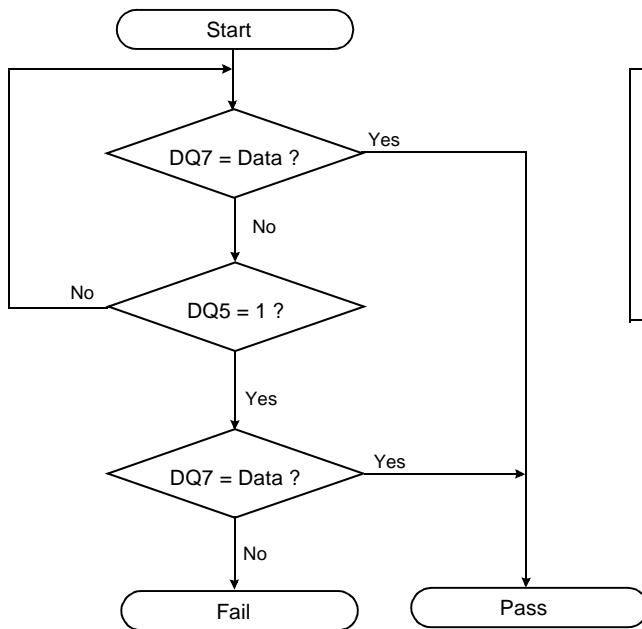 Start
DQ7 = Data ?
Yes
No
No
DQ5 = 1 ?
Yes
DQ7 = Data ?
Yes
No
Fail
Pass